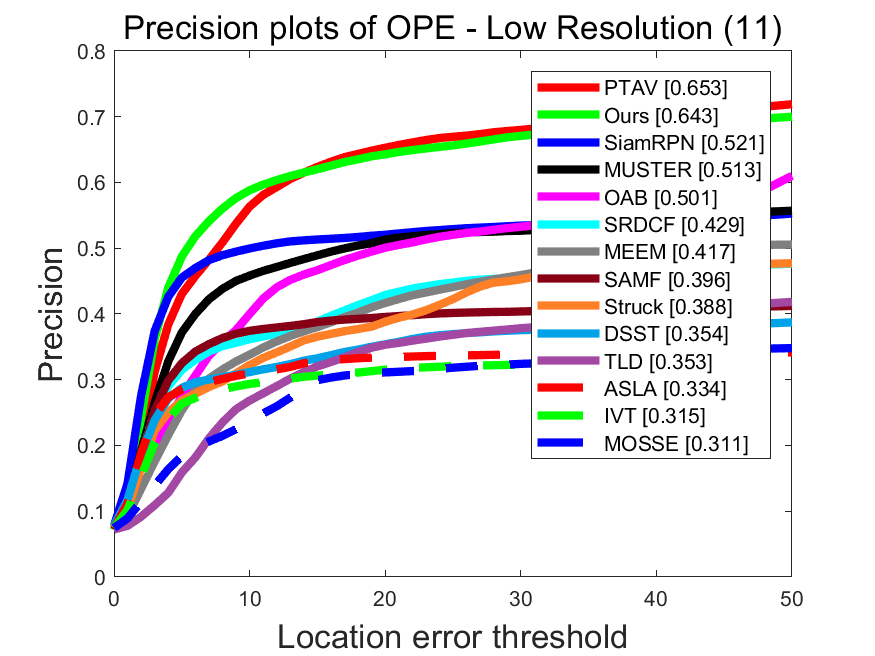 Precision plots of OPE - Low Resolution (11)
0.8
0.7
0.6
0.5
0.4
0.3
0.2
0.1
0
Precision
PTAV [0.653]
Ours [0.643]
SiamRPN [0.521]
MUSTER [0.513]
OAB [0.501]
SRDCF [0.429]
MEEM [0.417]
SAMF [0.396]
Struck [0.388]
DSST [0.354]
TLD [0.353]
ASLA [0.334]
IVT [0.315]
MOSSE [0.311]
0 10 20 30 40 50
Location error threshold